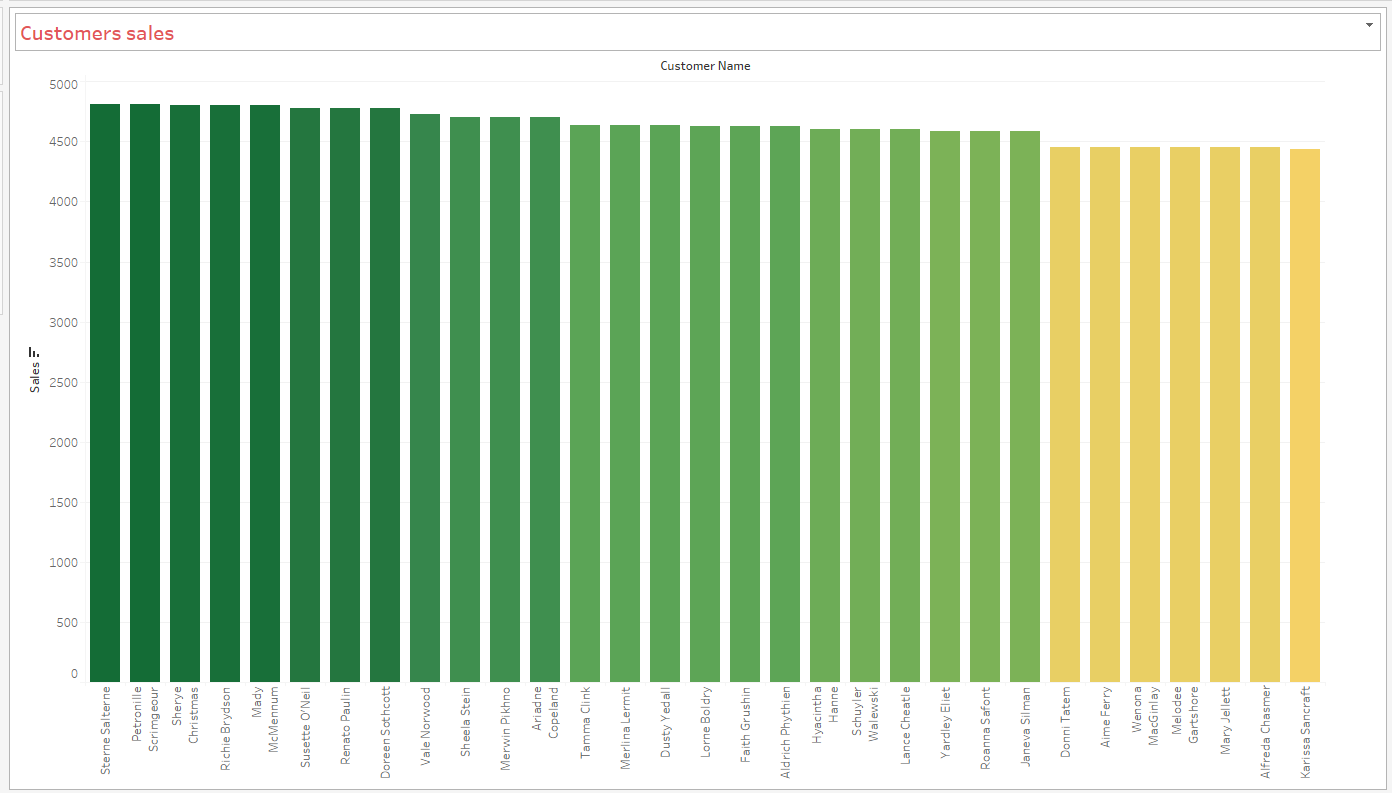 Customers sales
Customer Name
5000
4500
4000
3500
3000
2500
2000
1500
1000
500
0
Sales
Sterne Salterne
Petronille
Scrimgeour
Sherye
Christmas
Richie Brydson
Mady
McMennum
Susette O'Neil
Renato Paulin
Doreen Sothcott
Vale Norwood
Sheela Stein
Merwin Pikhno
Ariadne
Copeland
Tamma Clink
Merlina Lermit
Dusty Yedall
Lorne Boldry
Faith Grushin
Aldrich Phythien
Hyacintha
Hanne
Schuyler
Walewski
Lance Cheatle
Yardley Eliet
Roanna Safont
Janeva Silman
Donni Tatem
Aime Ferry
Wenona
MacGinlay
Melodee
Gartshore
Mary Jellett
Alfreda Chasmer
Karissa Sancraft